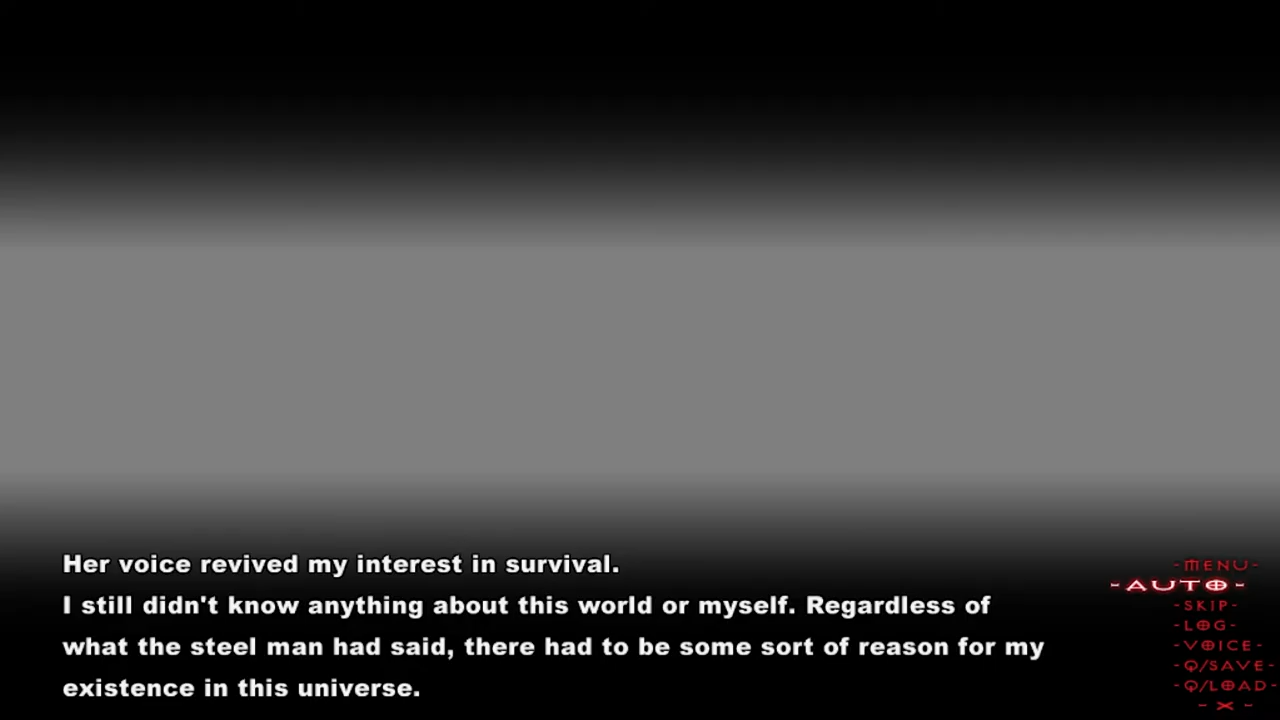 Her voice revived my interest in survival.
I still didn't know anything about this world or myself. Regardless of
what the steel man had said, there had to be some sort of reason for my
existence in this universe.
-MENU-
-AUTO-
-SKIP-
-LOG-
-VOICE-
-Q/SAVE-
-Q/LOAD-
-X-